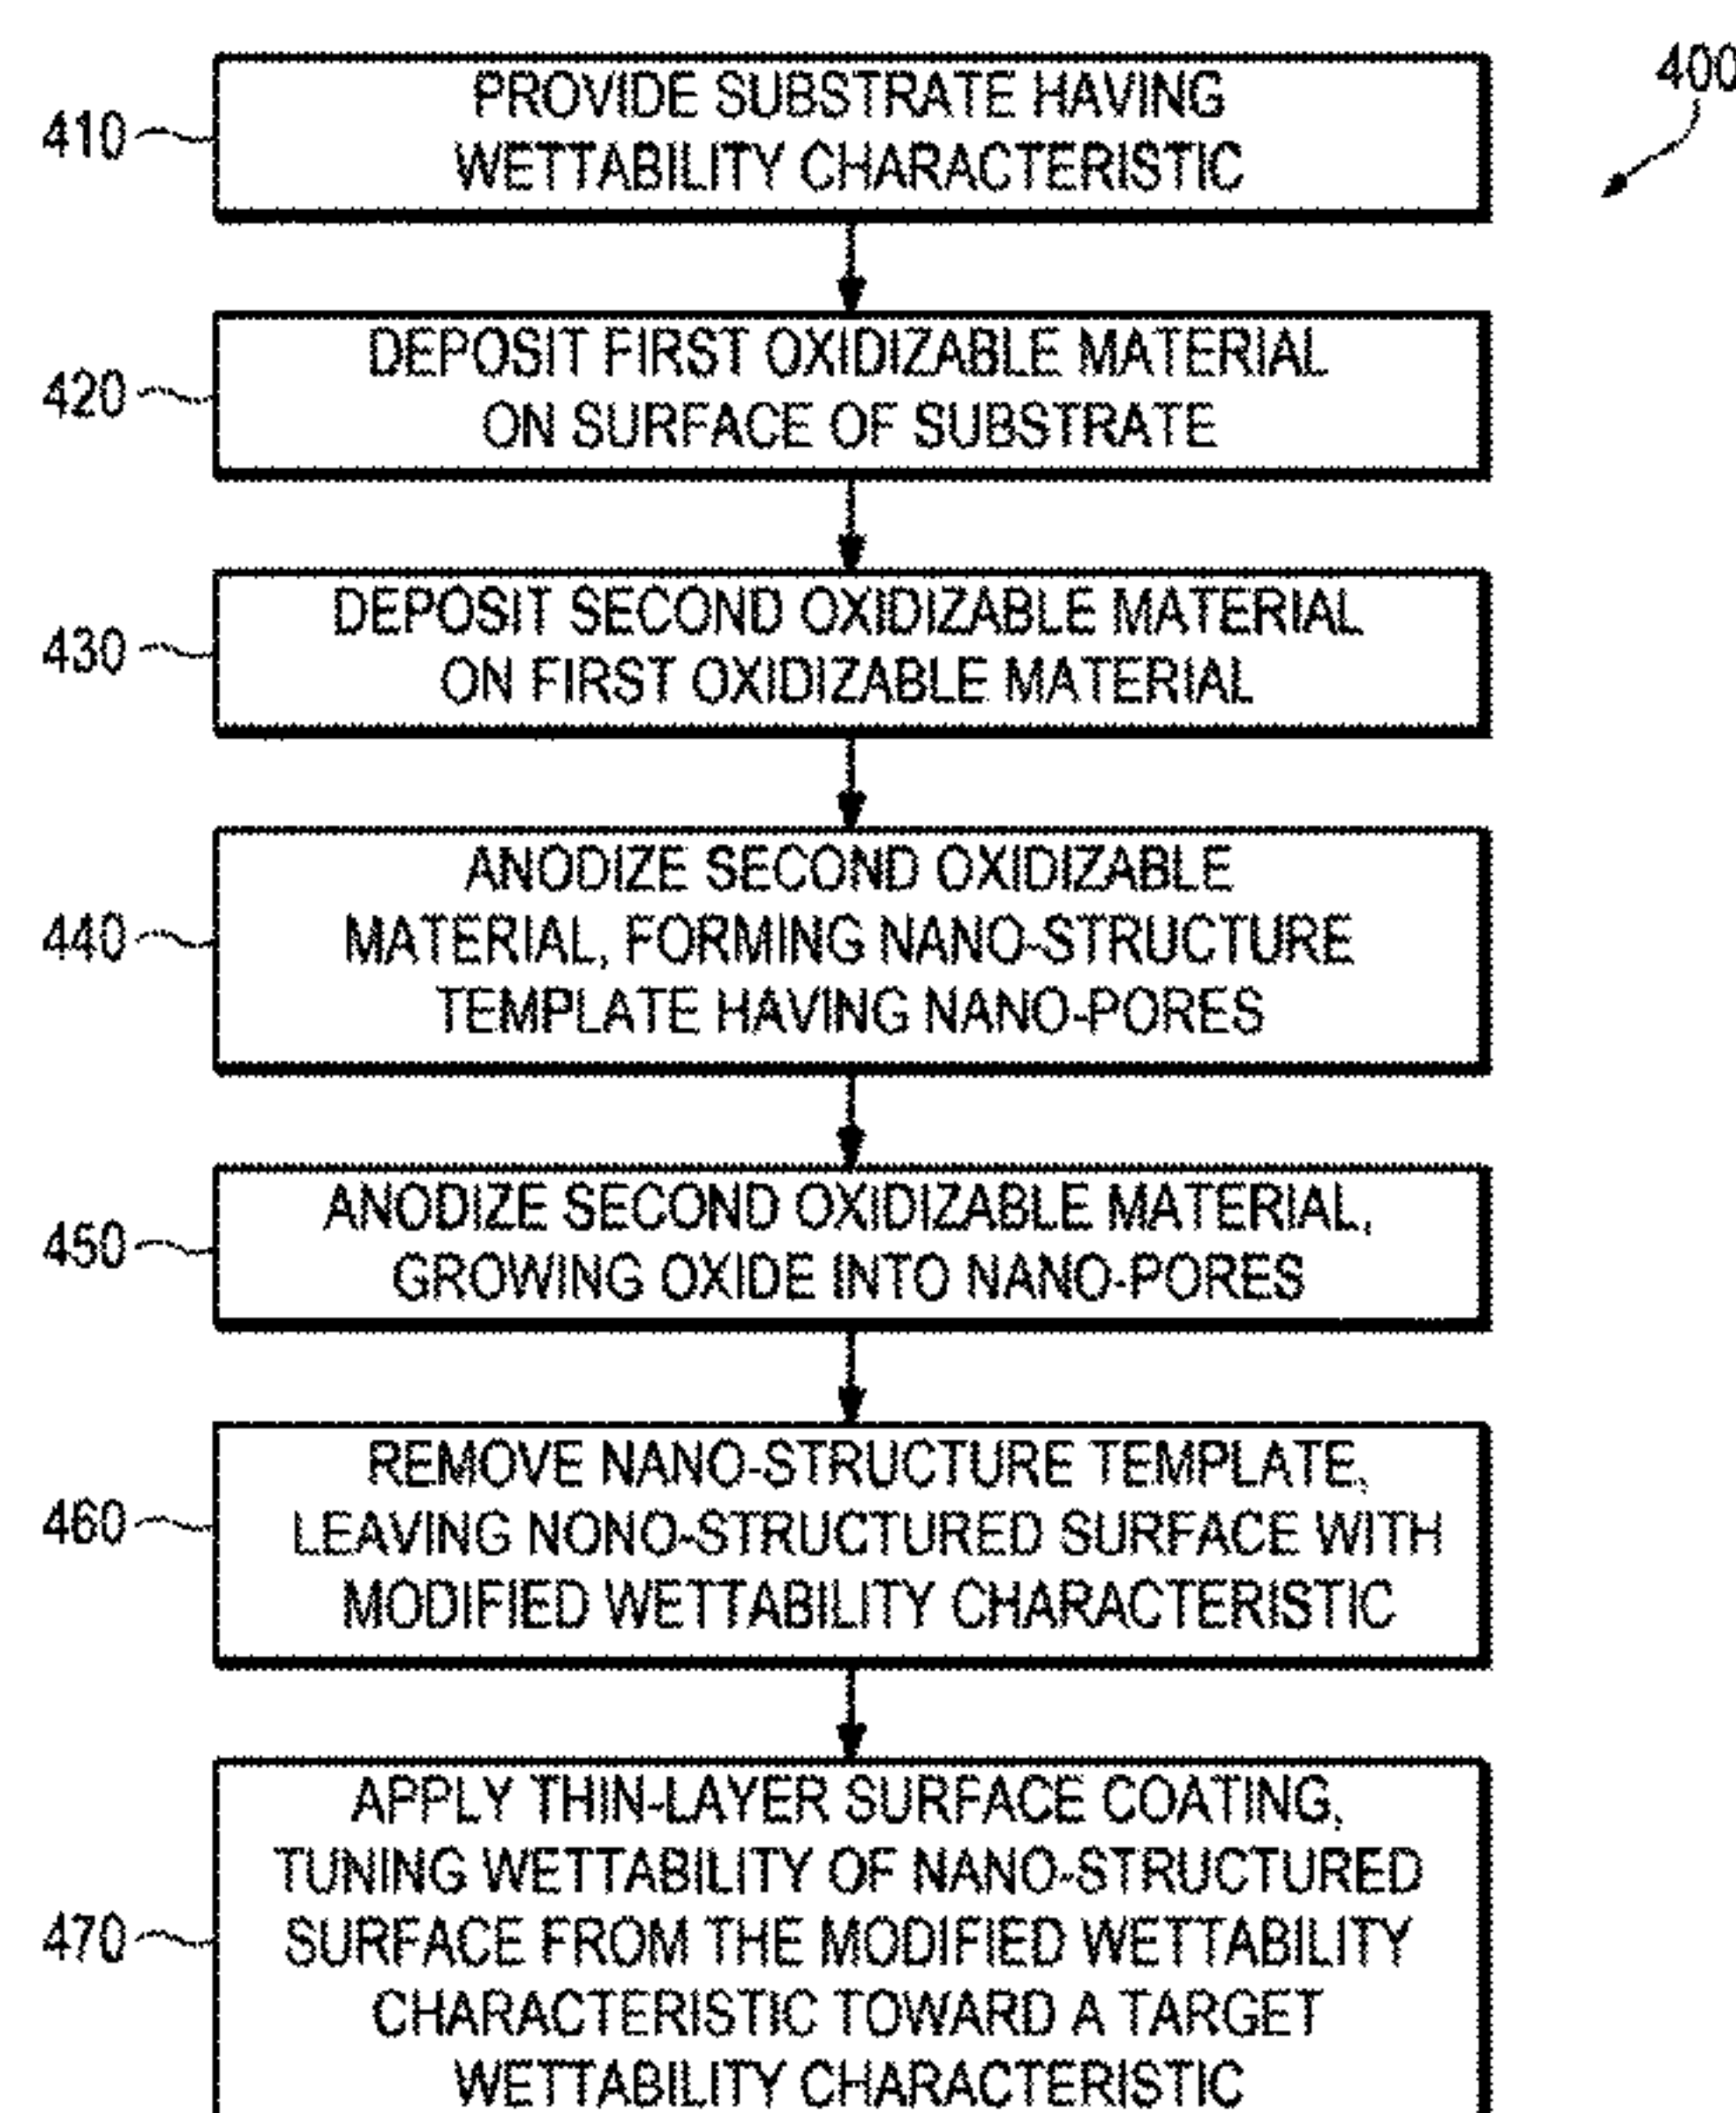 400
410
PROVIDE SUBSTRATE HAVING
WETTABILITY CHARACTERISTIC
420
DEPOSIT FIRST OXIDIZABLE MATERIAL
ON SURFACE OF SUBSTRATE
430
DEPOSIT SECOND OXIDIZABLE MATERIAL
ON FIRST OXIDIZABLE MATERIAL
440
ANODIZE SECOND OXIDIZABLE
MATERIAL, FORMING NANO-STRUCTURE
TEMPLATE HAVING NANO-PORES
450
ANODIZE SECOND OXIDIZABLE MATERIAL,
GROWING OXIDE INTO NANO-PORES
460
REMOVE NANO-STRUCTURE TEMPLATE,
LEAVING NONO-STRUCTURED SURFACE WITH
MODIFIED WETTABILITY CHARACTERISTIC
470
APPLY THIN-LAYER SURFACE COATING,
TUNING WETTABILITY OF NANO-STRUCTURED
SURFACE FROM THE MODIFIED WETTABILITY
CHARACTERISTIC TOWARD A TARGET
WETTABILITY CHARACTERISTIC